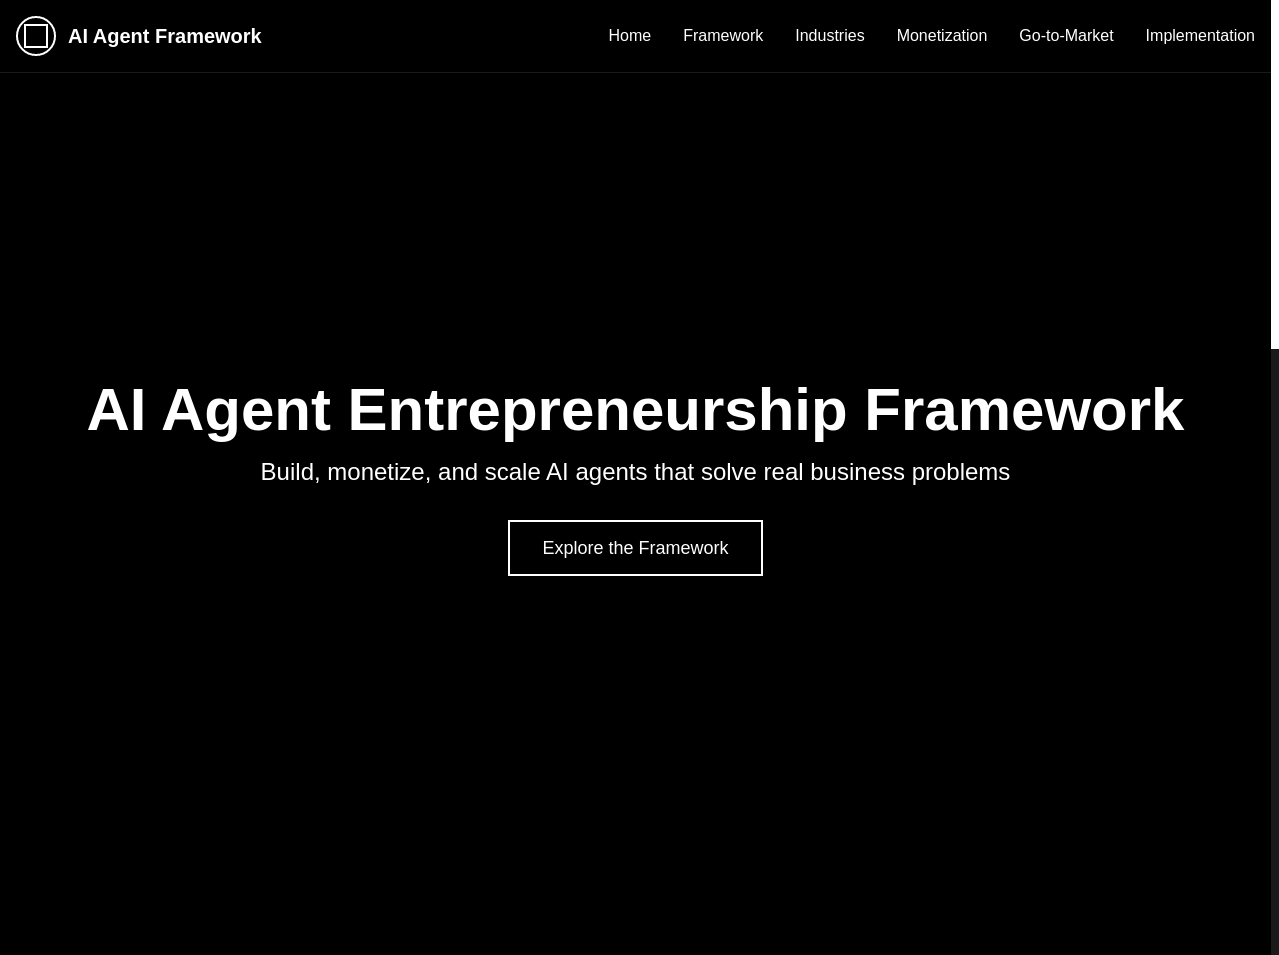 AI Agent Framework
Home
Framework
Industries
Monetization
Go-to-Market
Implementation
AI Agent Entrepreneurship Framework
Build, monetize, and scale AI agents that solve real business problems
Explore the Framework